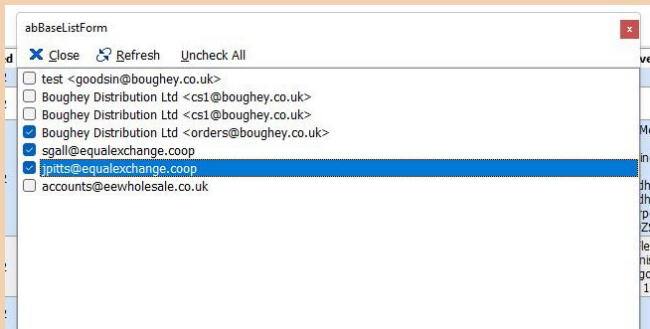 abBaseListForm
Close Refresh Uncheck All
test <goodsin@boughey.co.uk>
Boughey Distribution Ltd <cs1@boughey.co.uk>
Boughey Distribution Ltd <cs1@boughey.co.uk>
Boughey Distribution Ltd <orders@boughey.co.uk>
sgall@equalexchange.coop
jpitts@equalexchange.coop
accounts@eewholesale.co.uk